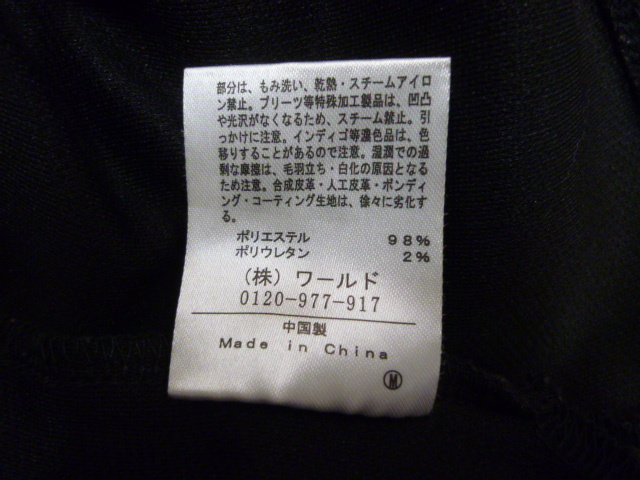 部分は、もみ洗い、乾熱・スチームアイロ
ン禁止。プリーツ等特殊加工製品は、凹凸
や光沢がなくなるため、スチーム禁止。引
っかけに注意。インディゴ等濃色品は、色
移りすることがあるので注意。湿潤での過
剰な摩擦は、毛羽立ち・白化の原因となる
ため注意。合成皮革・人工皮革・ボンディ
ング・コーティング生地は、徐々に劣化す
る。
ポリエステル 98%
ポリウレタン 2%
(株)ワールド
0120-977-917
中国製
Made in China
M